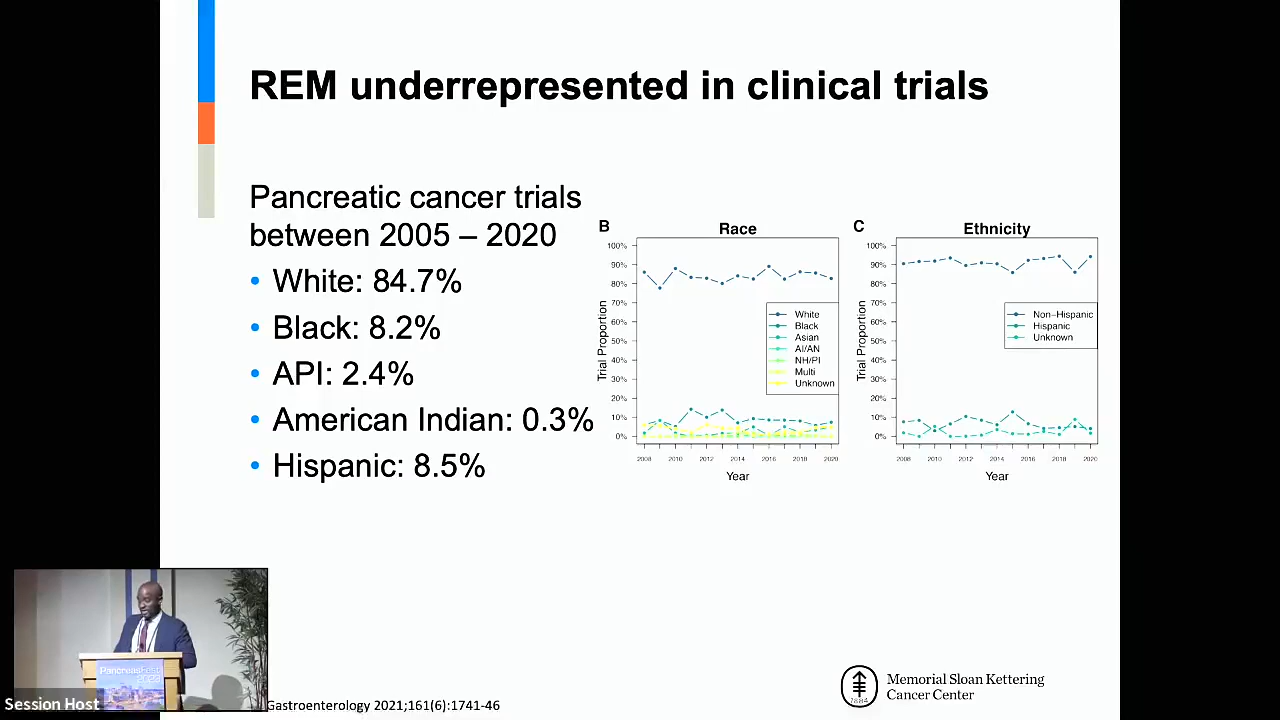 REM underrepresented in clinical trials
Pancreatic cancer trials
between 2005 – 2020
• White: 84.7%
• Black: 8.2%
• API: 2.4%
• American Indian: 0.3%
• Hispanic: 8.5%
B
Race
100%
90%
80%
70%
60%
50%
40%
30%
20%
10%
0%
Trial Proportion
White
Black
Asian
AI/AN
NH/PI
Multi
Unknown
2008 2010 2012 2014 2016 2018 2020
Year
C
Ethnicity
100%
90%
80%
70%
60%
50%
40%
30%
20%
10%
0%
Trial Proportion
Non-Hispanic
Hispanic
Unknown
2008 2010 2012 2014 2016 2018 2020
Year
PancreasFest
Session Host
Gastroenterology 2021;161(6):1741-46
1884
Memorial Sloan Kettering
Cancer Center